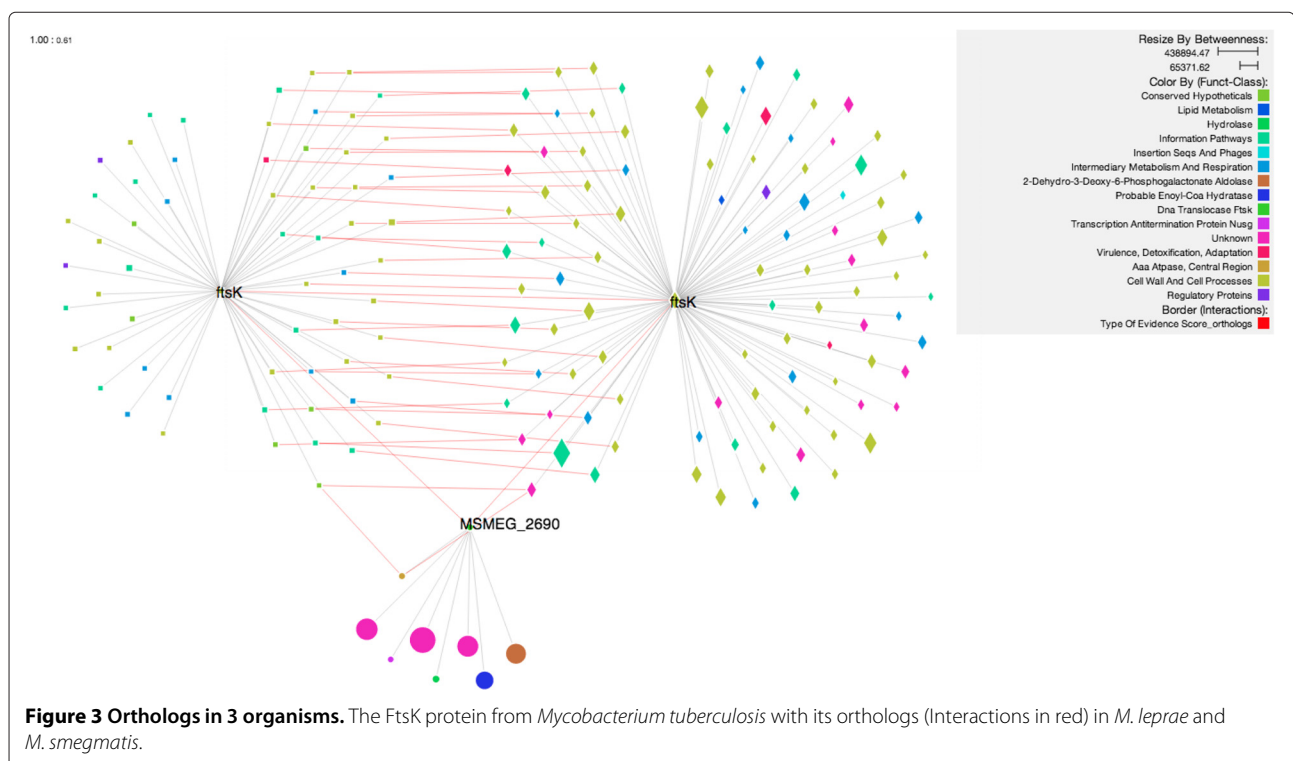 1.00 : 0.61
Resize By Betweenness:
438894.47
65371.62
Color By (Funct-Class):
Conserved Hypotheticals
Lipid Metabolism
Hydrolase
Information Pathways
Insertion Seqs And Phages
Intermediary Metabolism And Respiration
2-Dehydro-3-Deoxy-6-Phosphogalactonate Aldolase
Probable Enoyl-Coa Hydratase
Dna Translocase Ftsk
Transcription Antitermination Protein Nusg
Unknown
Virulence, Detoxification, Adaptation
Aaa Atpase, Central Region
Cell Wall And Cell Processes
Regulatory Proteins
Border (Interactions):
Type Of Evidence Score_orthologs
ftsK
ftsK
MSMEG_2690
Figure 3 Orthologs in 3 organisms. The FtsK protein from Mycobacterium tuberculosis with its orthologs (Interactions in red) in M. leprae and
M. smegmatis.